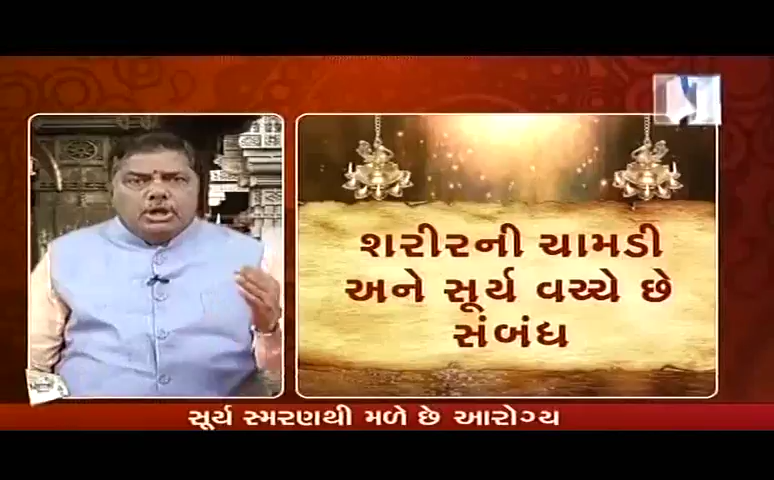 શરીરની ચામડી
અને સૂર્ય વચ્ચે છે
સંબંધ
સૂર્ય સ્મરણથી મળે છે આરોગ્ય